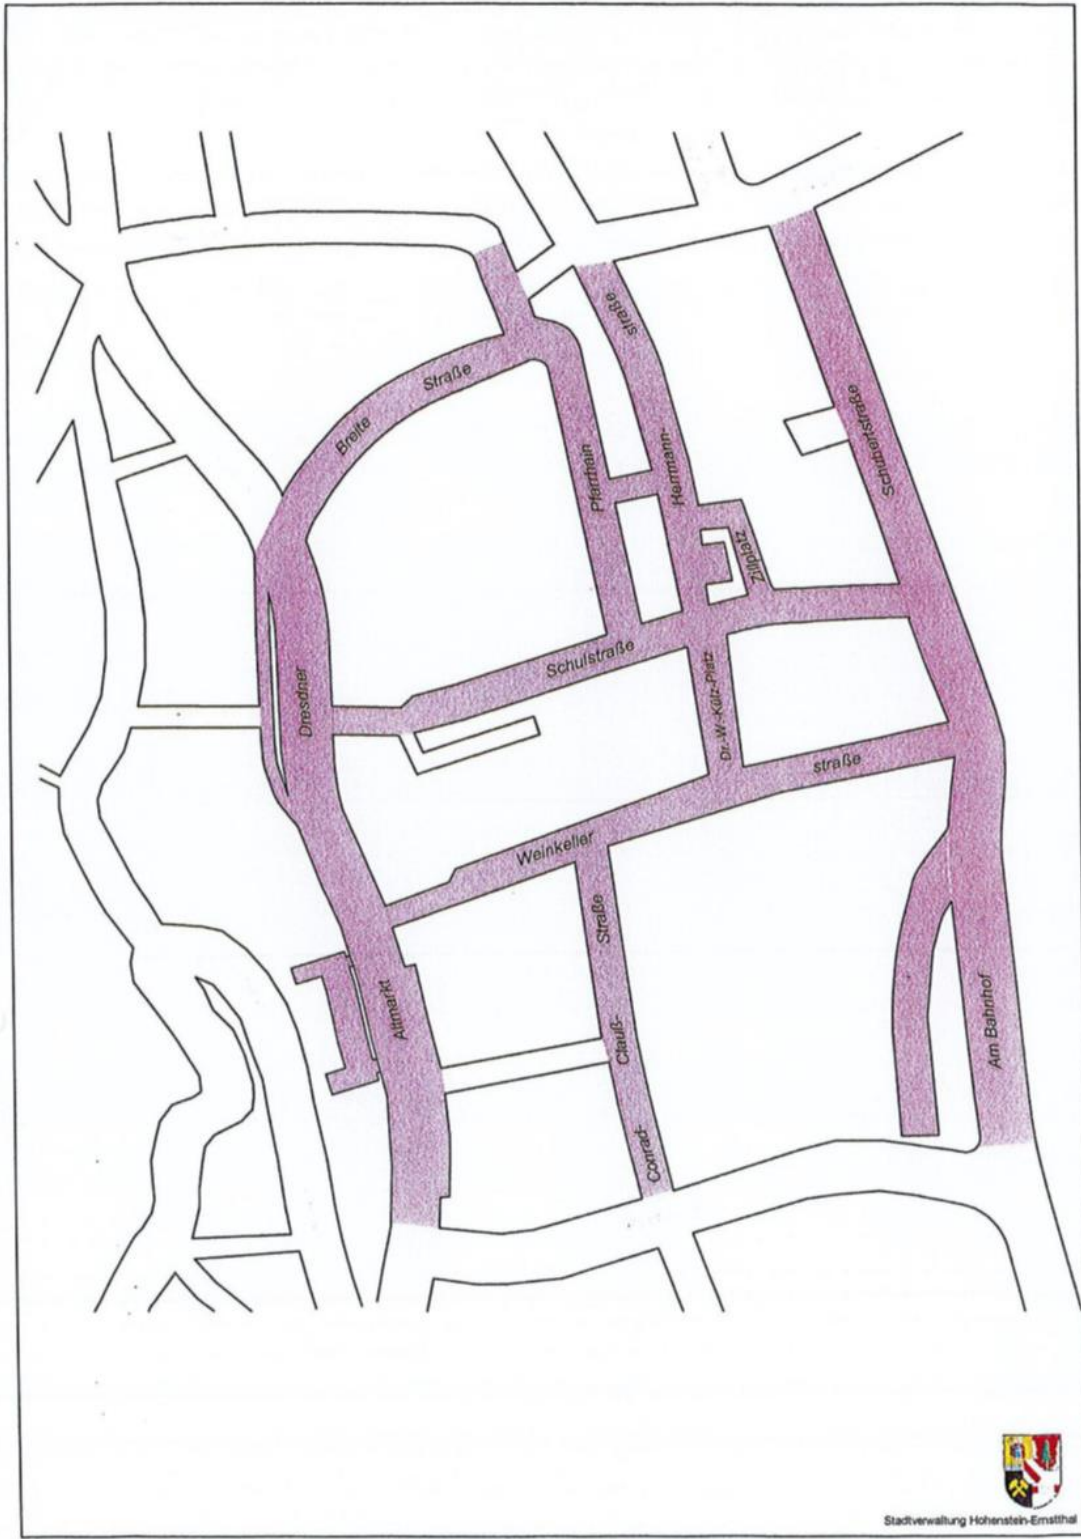 straße
Straße
Breite
Schubertstraße
Pfarrhain
Herrmann-
Zillplatz
Schulstraße
Dresdner
Dr.-W.-Külz-Platz
straße
Weinkeller
Straße
Altmarkt
Clauß-
Am Bahnhof
Conrad-
Stadtverwaltung Hohenstein-Ernstthal